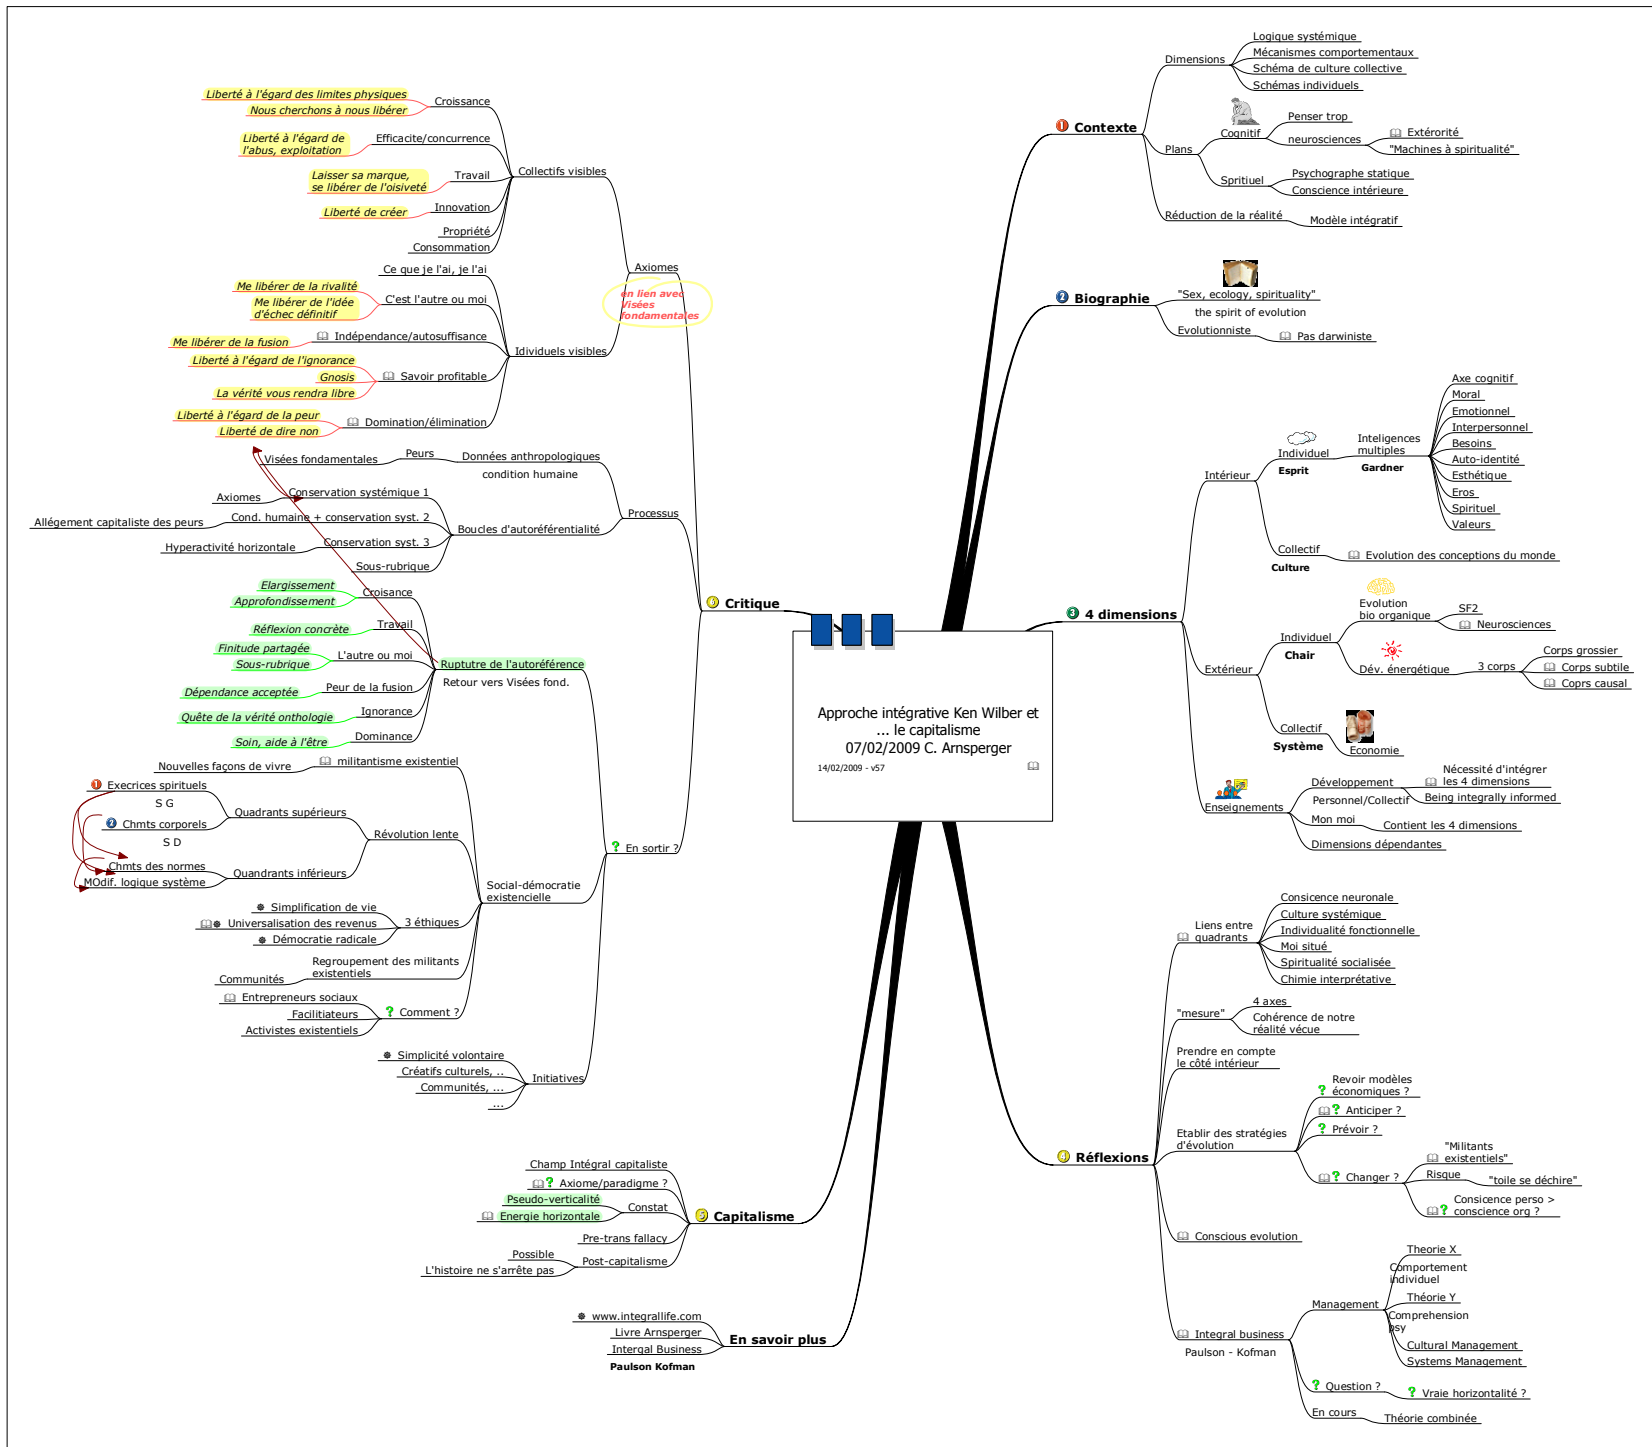 Approche intégrative Ken Wilber et
... le capitalisme
07/02/2009 C. Arnsperger
14/02/2009 - v57
Contexte
Dimensions
Logique systémique
Mécanismes comportementaux
Schéma de culture collective
Schémas individuels
Plans
Cognitif
Penser trop
neurosciences
Extérorité
"Machines à spiritualité"
Spritiuel
Psychographe statique
Conscience intérieure
Réduction de la réalité
Modèle intégratif
Biographie
"Sex, ecology, spirituality"
the spirit of evolution
Evolutionniste
Pas darwiniste
4 dimensions
Intérieur
Individuel
Esprit
Inteligences
multiples
Gardner
Axe cognitif
Moral
Emotionnel
Interpersonnel
Besoins
Auto-identité
Esthétique
Eros
Spirituel
Valeurs
Collectif
Culture
Evolution des conceptions du monde
Extérieur
Individuel
Chair
Evolution
bio organique
SF2
Neurosciences
Dév. énergétique
3 corps
Corps grossier
Corps subtile
Coprs causal
Collectif
Système
Economie
Enseignements
Développement
Personnel/Collectif
Nécessité d'intégrer
les 4 dimensions
Being integrally informed
Mon moi
Contient les 4 dimensions
Dimensions dépendantes
Réflexions
Liens entre
quadrants
Consicence neuronale
Culture systémique
Individualité fonctionnelle
Moi situé
Spiritualité socialisée
Chimie interprétative
"mesure"
4 axes
Cohérence de notre
réalité vécue
Prendre en compte
le côté intérieur
Etablir des stratégies
d'évolution
Revoir modèles
économiques ?
Anticiper ?
Prévoir ?
Changer ?
"Militants
existentiels"
Risque
"toile se déchire"
Consicence perso >
conscience org ?
Conscious evolution
Integral business
Paulson - Kofman
Management
Theorie X
Comportement
individuel
Théorie Y
Comprehension
psy
Cultural Management
Systems Management
Question ?
Vraie horizontalité ?
En cours
Théorie combinée
Critique
Axiomes
en lien avec
Visées
fondamentales
Collectifs visibles
Croissance
Liberté à l'égard des limites physiques
Nous cherchons à nous libérer
Efficacite/concurrence
Liberté à l'égard de
l'abus, exploitation
Travail
Laisser sa marque,
se libérer de l'oisiveté
Innovation
Liberté de créer
Propriété
Consommation
Idividuels visibles
Ce que je l'ai, je l'ai
C'est l'autre ou moi
Me libérer de la rivalité
Me libérer de l'idée
d'échec définitif
Indépendance/autosuffisance
Me libérer de la fusion
Savoir profitable
Liberté à l'égard de l'ignorance
Gnosis
La vérité vous rendra libre
Domination/élimination
Liberté à l'égard de la peur
Liberté de dire non
Processus
Données anthropologiques
condition humaine
Peurs
Visées fondamentales
Boucles d'autoréférentialité
Conservation systémique 1
Axiomes
Cond. humaine + conservation syst. 2
Allégement capitaliste des peurs
Conservation syst. 3
Hyperactivité horizontale
Sous-rubrique
En sortir ?
Ruptutre de l'autoréférence
Retour vers Visées fond.
Croisance
Elargissement
Approfondissement
Travail
Réflexion concrète
L'autre ou moi
Finitude partagée
Sous-rubrique
Peur de la fusion
Dépendance acceptée
Ignorance
Quête de la vérité onthologie
Dominance
Soin, aide à l'être
Social-démocratie
existencielle
militantisme existentiel
Nouvelles façons de vivre
Révolution lente
Quadrants supérieurs
Execrices spirituels
S G
Chmts corporels
S D
Quandrants inférieurs
Chmts des normes
MOdif. logique système
3 éthiques
Simplification de vie
Universalisation des revenus
Démocratie radicale
Regroupement des militants
existentiels
Communités
Comment ?
Entrepreneurs sociaux
Facilitiateurs
Activistes existentiels
Initiatives
Simplicité volontaire
Créatifs culturels, ..
Communités, ...
...
Capitalisme
Champ Intégral capitaliste
Axiome/paradigme ?
Constat
Pseudo-verticalité
Energie horizontale
Pre-trans fallacy
Post-capitalisme
Possible
L'histoire ne s'arrête pas
En savoir plus
www.integrallife.com
Livre Arnsperger
Interqal Business
Paulson Kofman